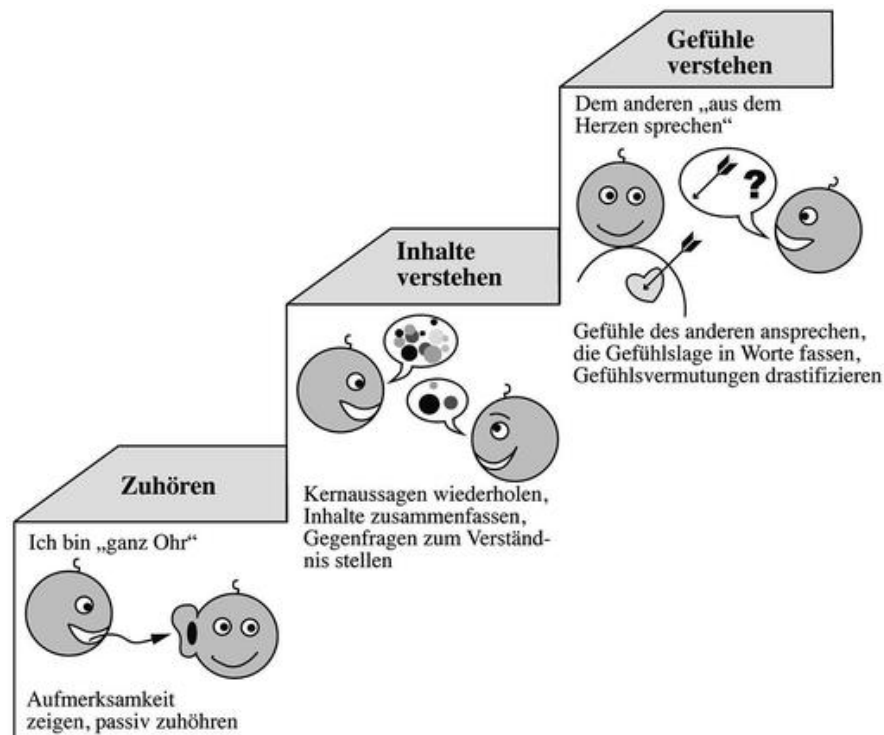 Gefühle
verstehen
Dem anderen „aus dem
Herzen sprechen“
?
Gefühle des anderen ansprechen,
die Gefühlslage in Worte fassen,
Gefühlsvermutungen drastifizieren
Inhalte
verstehen
Kernaussagen wiederholen,
Inhalte zusammenfassen,
Gegenfragen zum Verständ-
nis stellen
Zuhören
Ich bin „ganz Ohr“
Aufmerksamkeit
zeigen, passiv zuhöhren